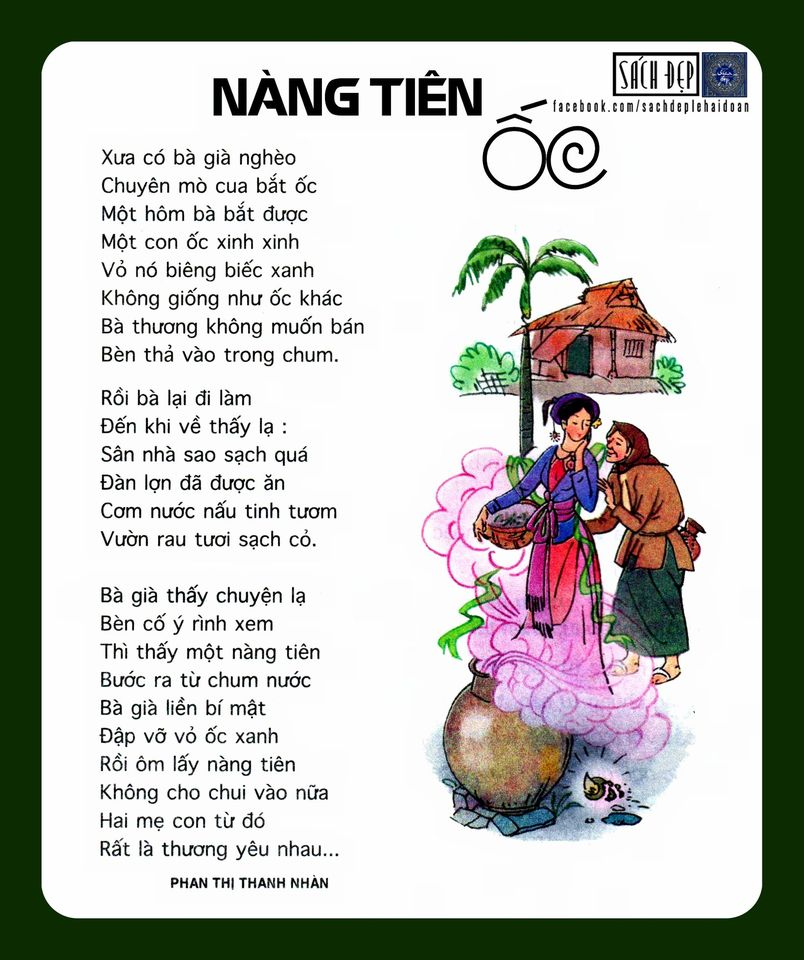 SÁCH ĐẸP
facebook.com/sachdeplehaidoan
NÀNG TIÊN
ỐC
Xưa có bà già nghèo
Chuyên mò cua bắt ốc
Một hôm bà bắt được
Một con ốc xinh xinh
Vỏ nó biêng biếc xanh
Không giống như ốc khác
Bà thương không muốn bán
Bèn thả vào trong chum.
Rồi bà lại đi làm
Đến khi về thấy lạ :
Sân nhà sao sạch quá
Đàn lợn đã được ăn
Cơm nước nấu tinh tươm
Vườn rau tươi sạch cỏ.
Bà già thấy chuyện lạ
Bèn cố ý rình xem
Thì thấy một nàng tiên
Bước ra từ chum nước
Bà già liền bí mật
Đập vỡ vỏ ốc xanh
Rồi ôm lấy nàng tiên
Không cho chui vào nữa
Hai mẹ con từ đó
Rất là thương yêu nhau...
PHAN THỊ THANH NHÀN